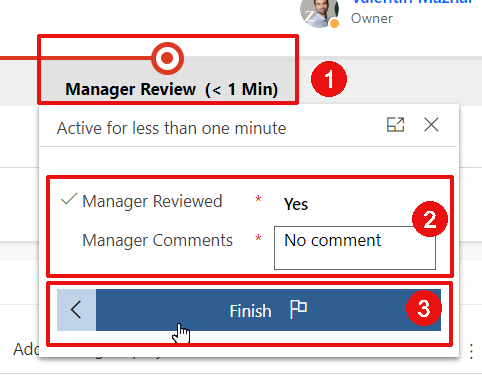 Owner
1
Manager Review (< 1 Min)
Active for less than one minute
Manager Reviewed * Yes
2
Manager Comments * No comment
3
Finish